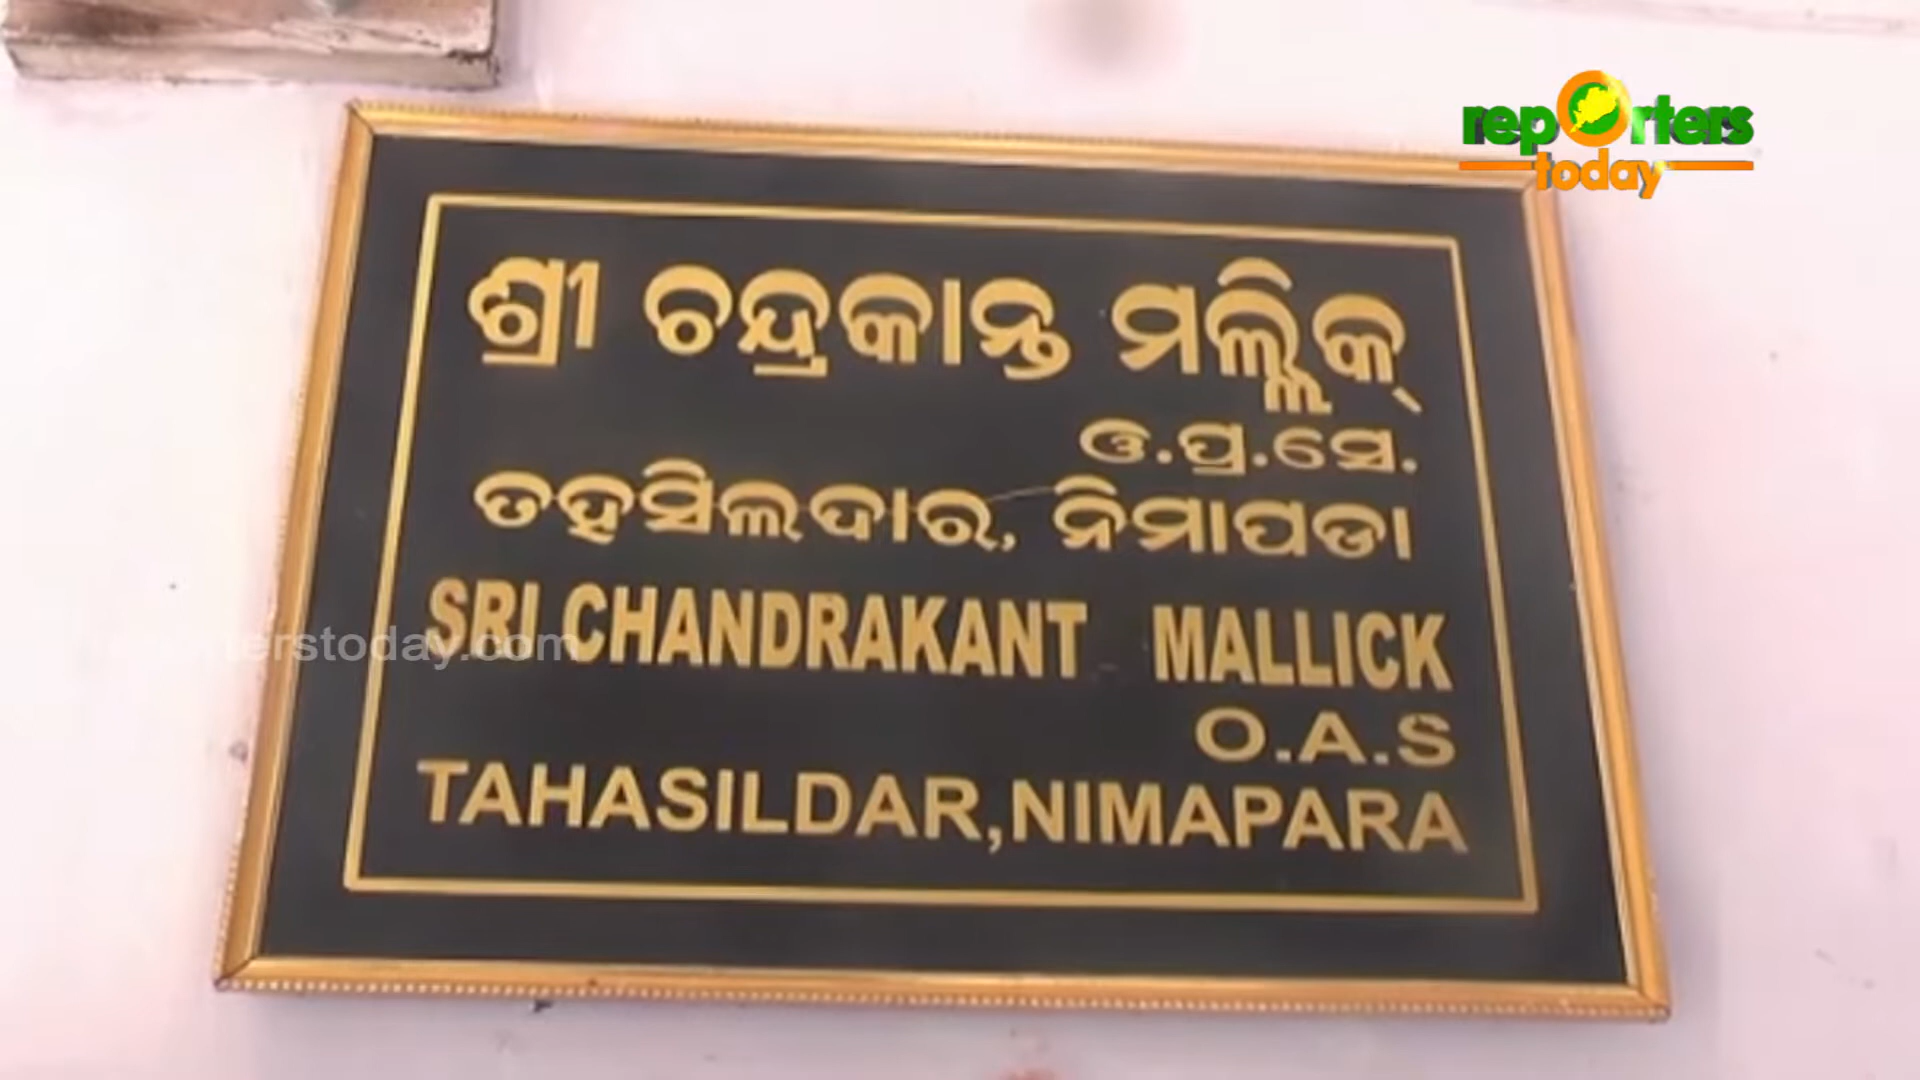 reporters
today
ଶ୍ରୀ ଚନ୍ଦ୍ରକାନ୍ତ ମଲ୍ଲିକ୍
ଓ.ପ୍ର.ସେ.
ତହସିଲଦାର, ନିମାପଡା
SRI CHANDRAKANT MALLICK
O.A.S
TAHASILDAR,NIMAPARA